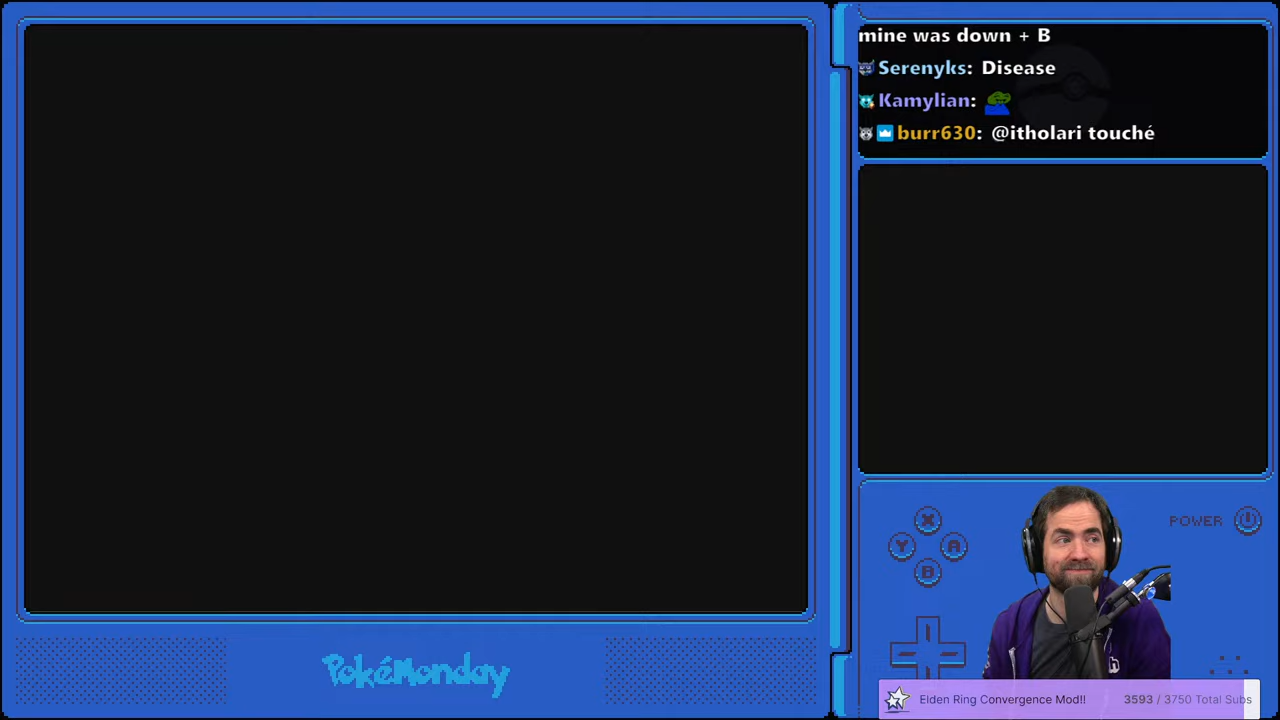 mine was down + B
Serenyks: Disease
Kamylian:
burr630: @itholari touché
X
Y A
B
POWER
PokéMonday
Elden Ring Convergence Mod!! 3593 / 3750 Total Subs